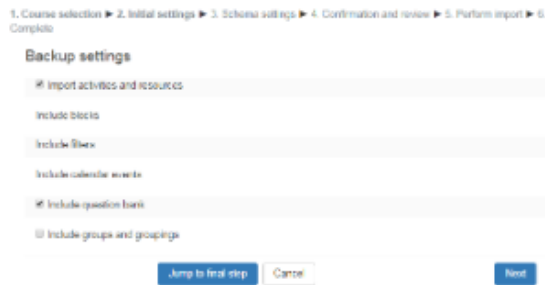 1. Course selection ► 2. Initial settings ► 3. Schema settings ► 4. Confirmation and review ► 5. Perform import ► 6.
Complete
Backup settings
Import activities and resources
Include blocks
Include filters
Include calendar events
Include question bank
Include groups and groupings
Jump to final step Cancel Next